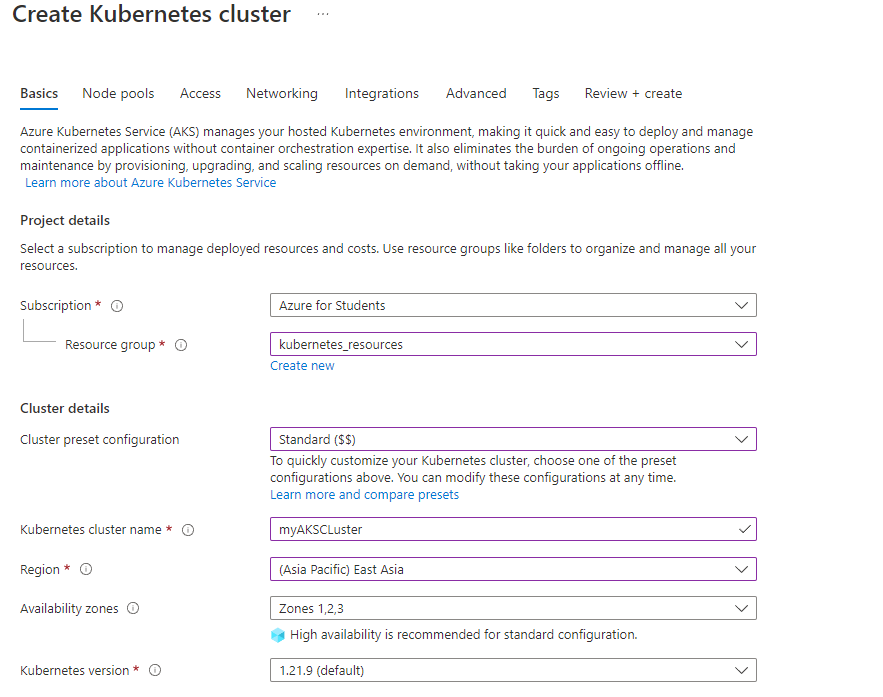 Create Kubernetes cluster ...
Basics Node pools Access Networking Integrations Advanced Tags Review + create
Azure Kubernetes Service (AKS) manages your hosted Kubernetes environment, making it quick and easy to deploy and manage
containerized applications without container orchestration expertise. It also eliminates the burden of ongoing operations and
maintenance by provisioning, upgrading, and scaling resources on demand, without taking your applications offline.
Learn more about Azure Kubernetes Service
Project details
Select a subscription to manage deployed resources and costs. Use resource groups like folders to organize and manage all your
resources.
Subscription * Azure for Students
Resource group * kubernetes_resources
Create new
Cluster details
Cluster preset configuration Standard ($$)
To quickly customize your Kubernetes cluster, choose one of the preset
configurations above. You can modify these configurations at any time.
Learn more and compare presets
Kubernetes cluster name * myAKSCLuster
Region * (Asia Pacific) East Asia
Availability zones Zones 1,2,3
High availability is recommended for standard configuration.
Kubernetes version * 1.21.9 (default)